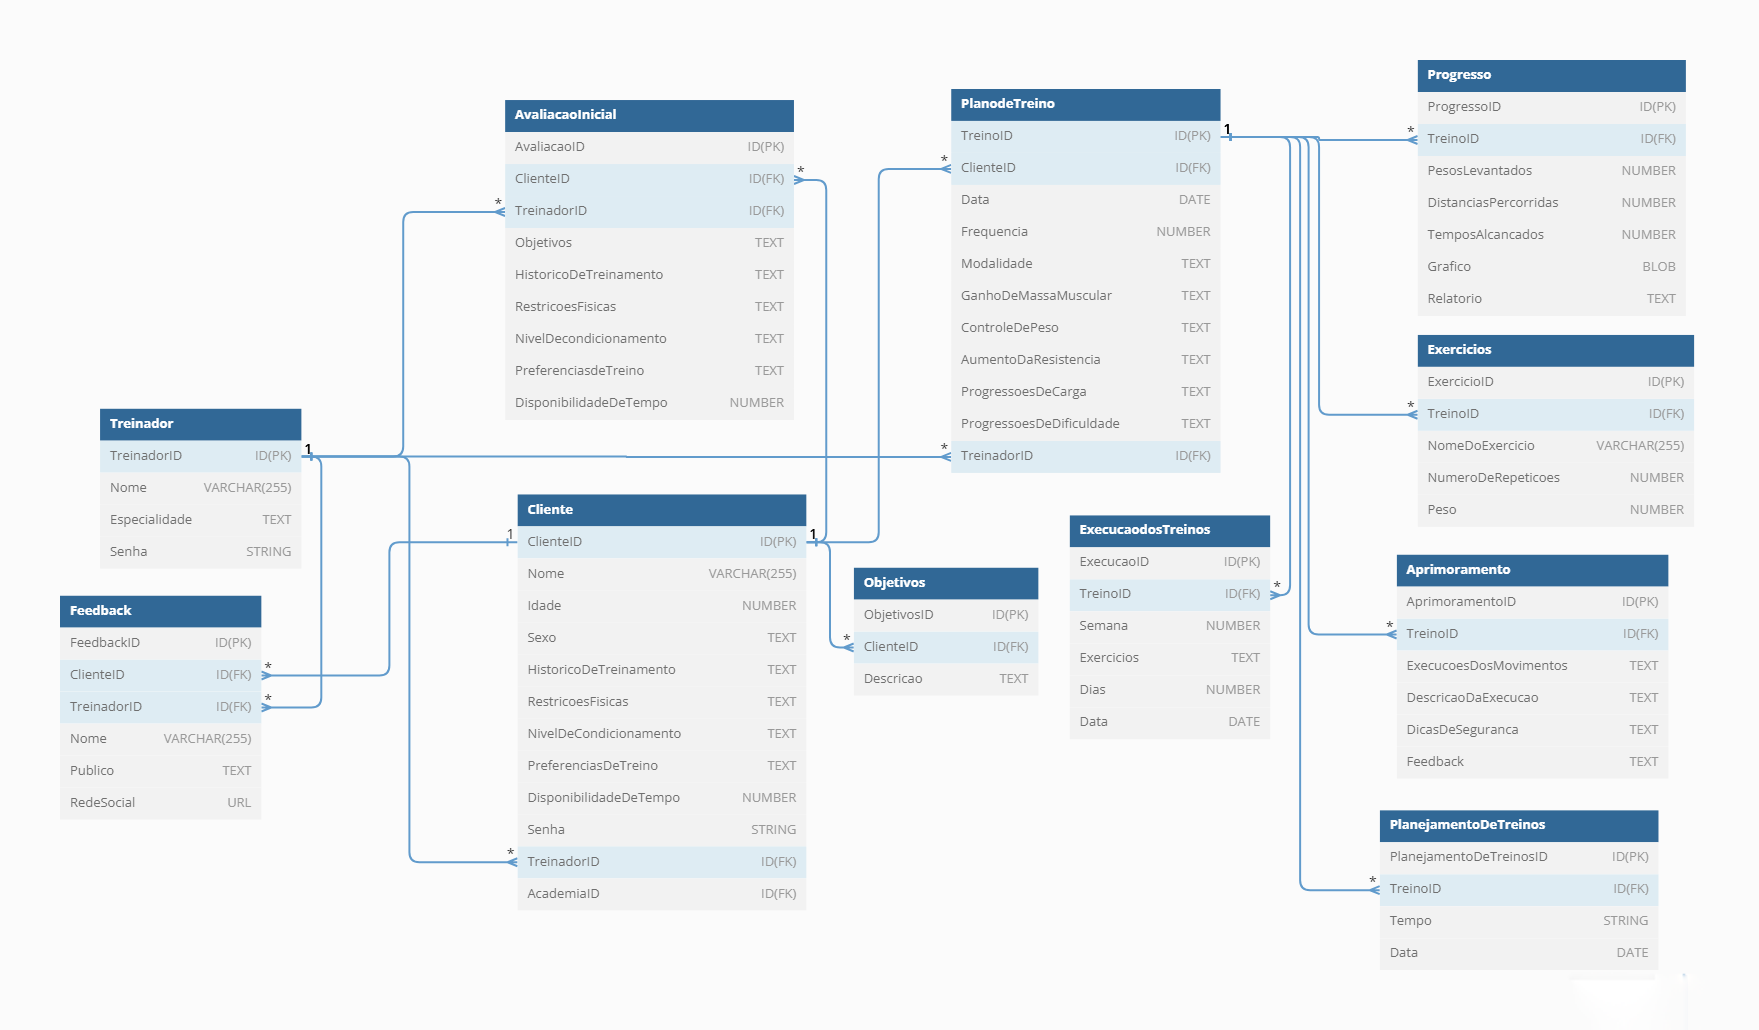 AvaliacaoInicial
AvaliacaoID ID(PK)
ClienteID ID(FK) *
* TreinadorID ID(FK)
Objetivos TEXT
HistoricoDeTreinamento TEXT
RestricoesFisicas TEXT
NivelDecondicionamento TEXT
PreferenciasdeTreino TEXT
DisponibilidadeDeTempo NUMBER
PlanodeTreino
TreinoID ID(PK) 1
* ClienteID ID(FK)
Data DATE
Frequencia NUMBER
Modalidade TEXT
GanhoDeMassaMuscular TEXT
ControleDePeso TEXT
AumentoDaResistencia TEXT
ProgressoesDeCarga TEXT
ProgressoesDeDificuldade TEXT
* TreinadorID ID(FK)
Progresso
ProgressoID ID(PK)
* TreinoID ID(FK)
PesosLevantados NUMBER
DistanciasPercorridas NUMBER
TemposAlcancados NUMBER
Grafico BLOB
Relatorio TEXT
Exercicios
ExercicioID ID(PK)
* TreinoID ID(FK)
NomeDoExercicio VARCHAR(255)
NumeroDeRepeticoes NUMBER
Peso NUMBER
Treinador
TreinadorID ID(PK) 1
Nome VARCHAR(255)
Especialidade TEXT
Senha STRING
Cliente
1 ClienteID ID(PK) 1
Nome VARCHAR(255)
Idade NUMBER
Sexo TEXT
HistoricoDeTreinamento TEXT
RestricoesFisicas TEXT
NivelDeCondicionamento TEXT
PreferenciasDeTreino TEXT
DisponibilidadeDeTempo NUMBER
Senha STRING
* TreinadorID ID(FK)
AcademiaID ID(FK)
Objetivos
ObjetivosID ID(PK)
* ClienteID ID(FK)
Descricao TEXT
ExecucaodosTreinos
ExecucaoID ID(PK)
TreinoID ID(FK) *
Semana NUMBER
Exercicios TEXT
Dias NUMBER
Data DATE
Aprimoramento
AprimoramentoID ID(PK)
* TreinoID ID(FK)
ExecucoesDosMovimentos TEXT
DescricaoDaExecucao TEXT
DicasDeSeguranca TEXT
Feedback TEXT
Feedback
FeedbackID ID(PK)
ClienteID ID(FK) *
TreinadorID ID(FK) *
Nome VARCHAR(255)
Publico TEXT
RedeSocial URL
PlanejamentoDeTreinos
PlanejamentoDeTreinosID ID(PK)
* TreinoID ID(FK)
Tempo STRING
Data DATE